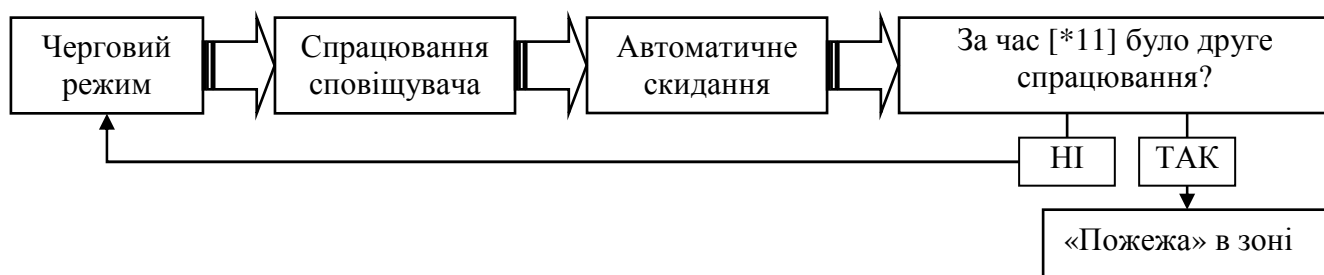 Черговий
режим
Спрацювання
сповіщувача
Автоматичне
скидання
За час [*11] було друге
спрацювання?
НІ
ТАК
«Пожежа» в зоні